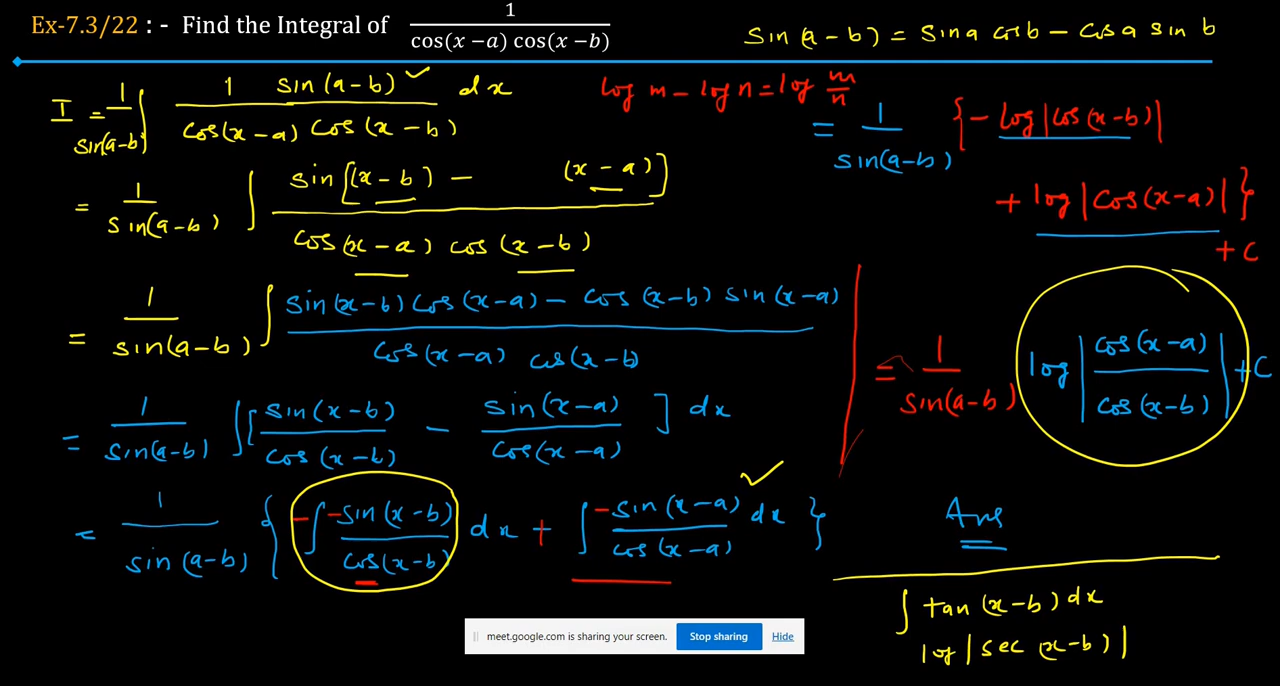 Ex-7.3/22 : - Find the Integral of 1 / cos(x −a) cos(x −b)
sin(a-b) = sin a cos b - cos a sin b
I = 1/sin(a-b) ∫ 1 sin(a-b) / cos(x-a) cos(x-b) dx
= 1/sin(a-b) ∫ sin[(x-b) - (x-a)] / cos(x-a) cos(x-b)
= 1/sin(a-b) ∫ sin(x-b) cos(x-a) - cos(x-b) sin(x-a) / cos(x-a) cos(x-b)
= 1/sin(a-b) ∫[ sin(x-b)/cos(x-b) - sin(x-a)/cos(x-a) ] dx
= 1/sin(a-b) { -∫ -sin(x-b)/cos(x-b) dx + ∫ -sin(x-a)/cos(x-a) dx }
log m - log n = log m/n
= 1/sin(a-b) { - log|cos(x-b)|
+ log|cos(x-a)| }
+ C
= 1/sin(a-b) log| cos(x-a)/cos(x-b) | + C
Ans
∫ tan(x-b) dx
log|sec(x-b)|
meet.google.com is sharing your screen. Stop sharing Hide